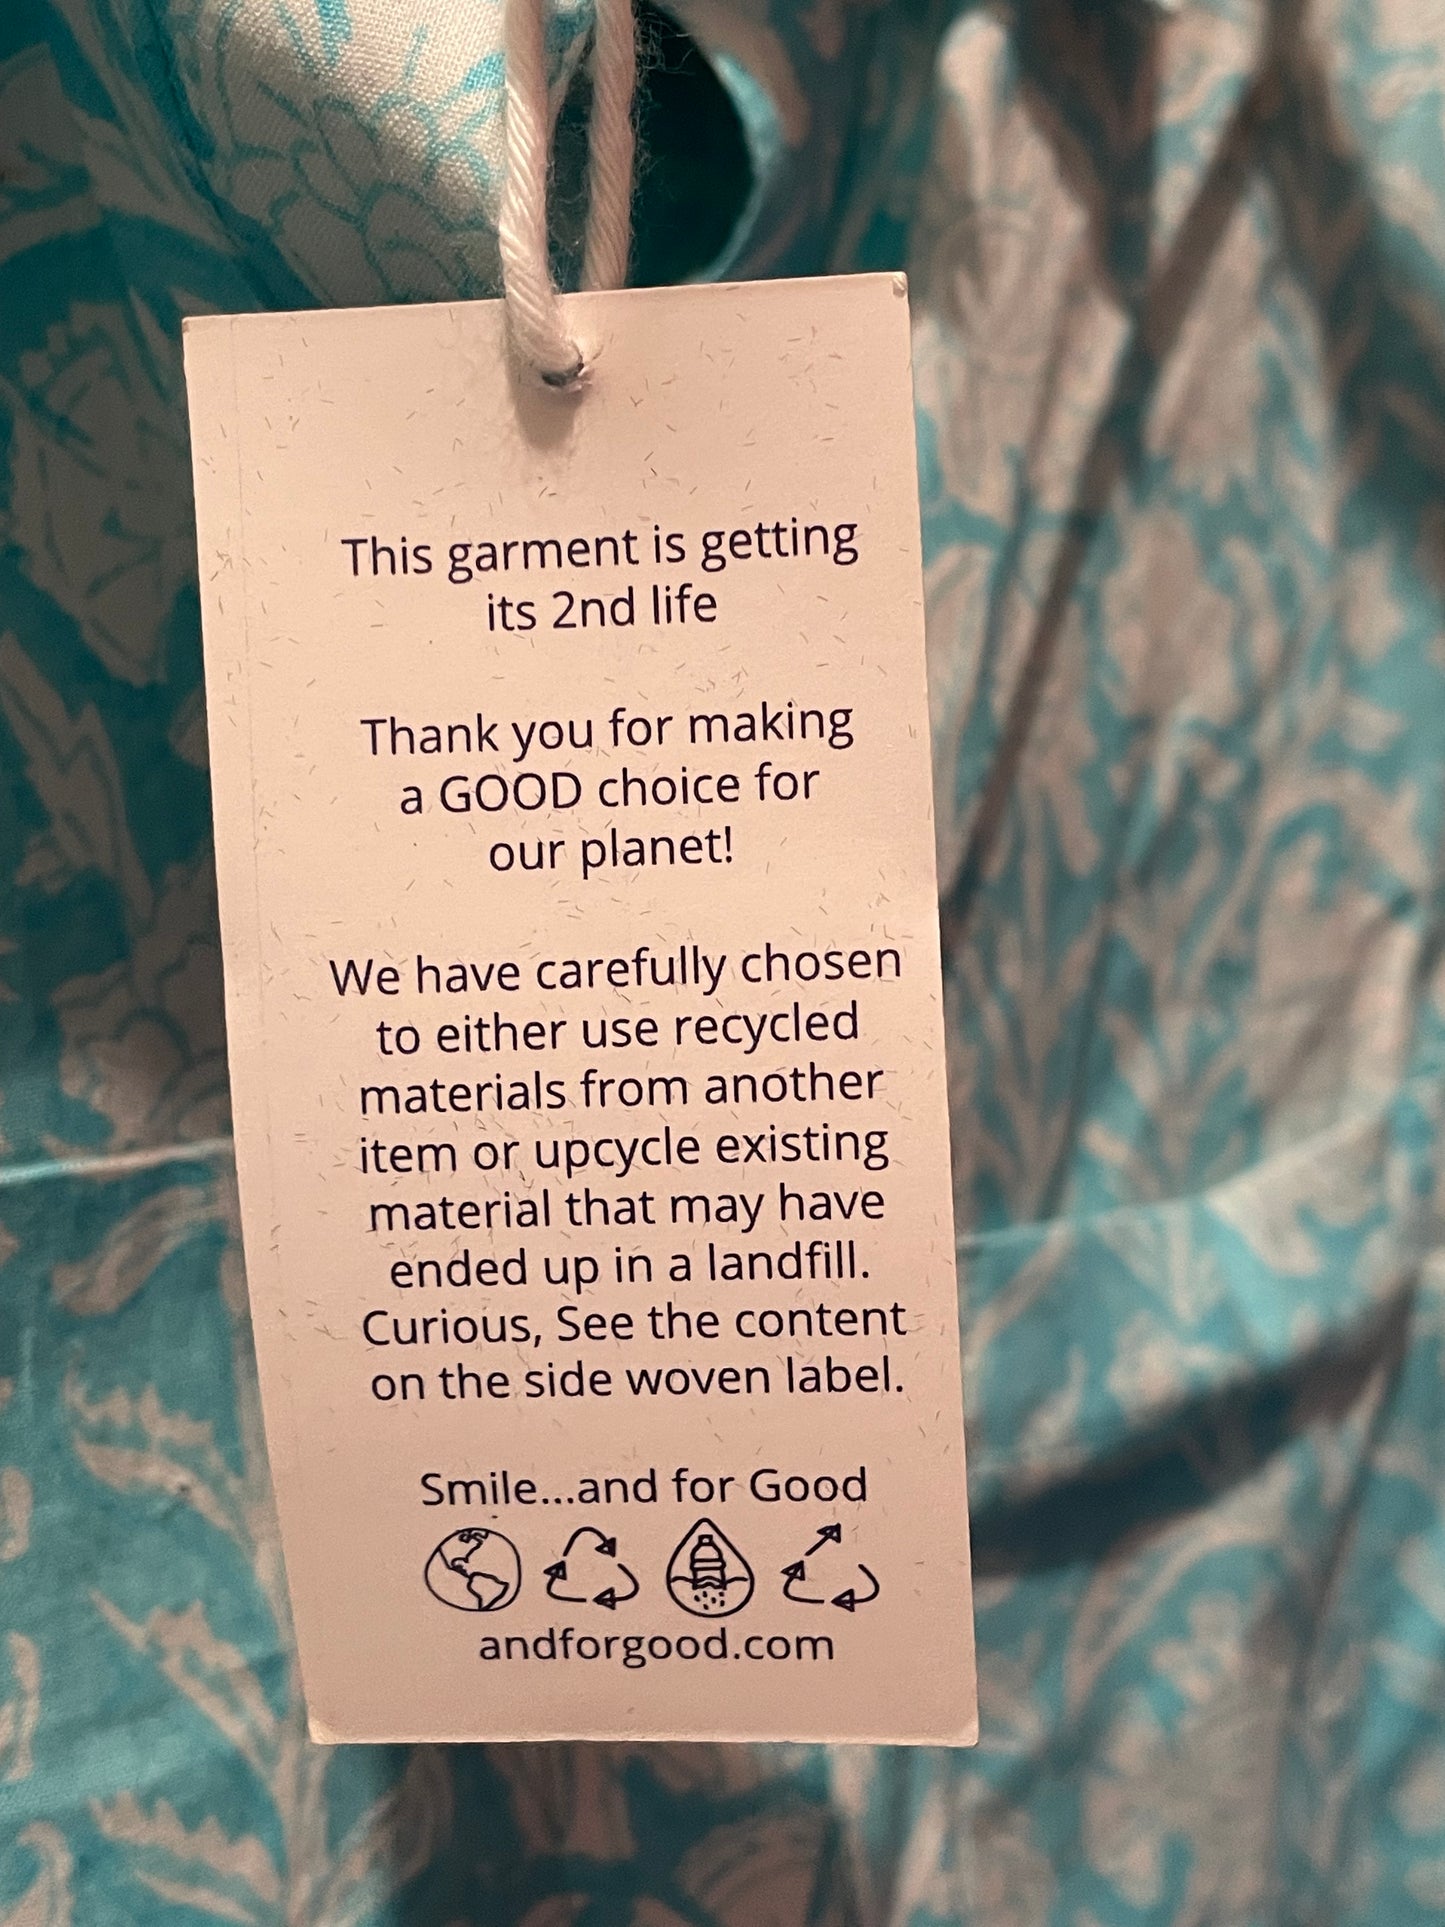 This garment is getting
its 2nd life
Thank you for making
a GOOD choice for
our planet!
We have carefully chosen
to either use recycled
materials from another
item or upcycle existing
material that may have
ended up in a landfill.
Curious, See the content
on the side woven label.
Smile...and for Good
andforgood.com